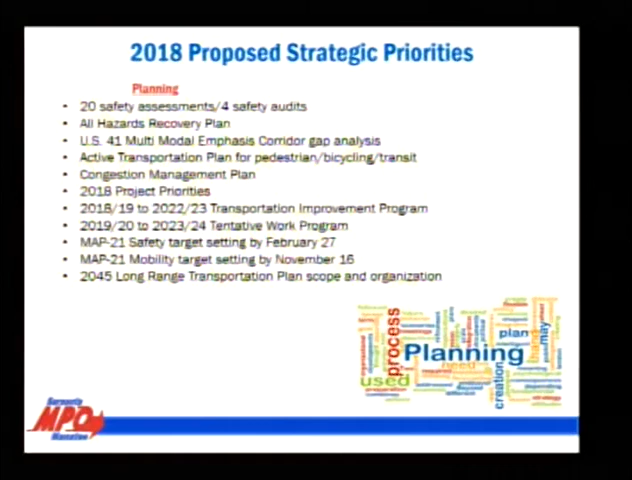 2018 Proposed Strategic Priorities
Planning
• 20 safety assessments/4 safety audits
• All Hazards Recovery Plan
• U.S. 41 Multi Modal Emphasis Corridor gap analysis
• Active Transportation Plan for pedestrian/bicycling/transit
• Congestion Management Plan
• 2018 Project Priorities
• 2018/19 to 2022/23 Transportation Improvement Program
• 2019/20 to 2023/24 Tentative Work Program
• MAP-21 Safety target setting by February 27
• MAP-21 Mobility target setting by November 16
• 2045 Long Range Transportation Plan scope and organization
process
plan
may
Planning
need
used
creation
Sarasota
MPO
Manatee